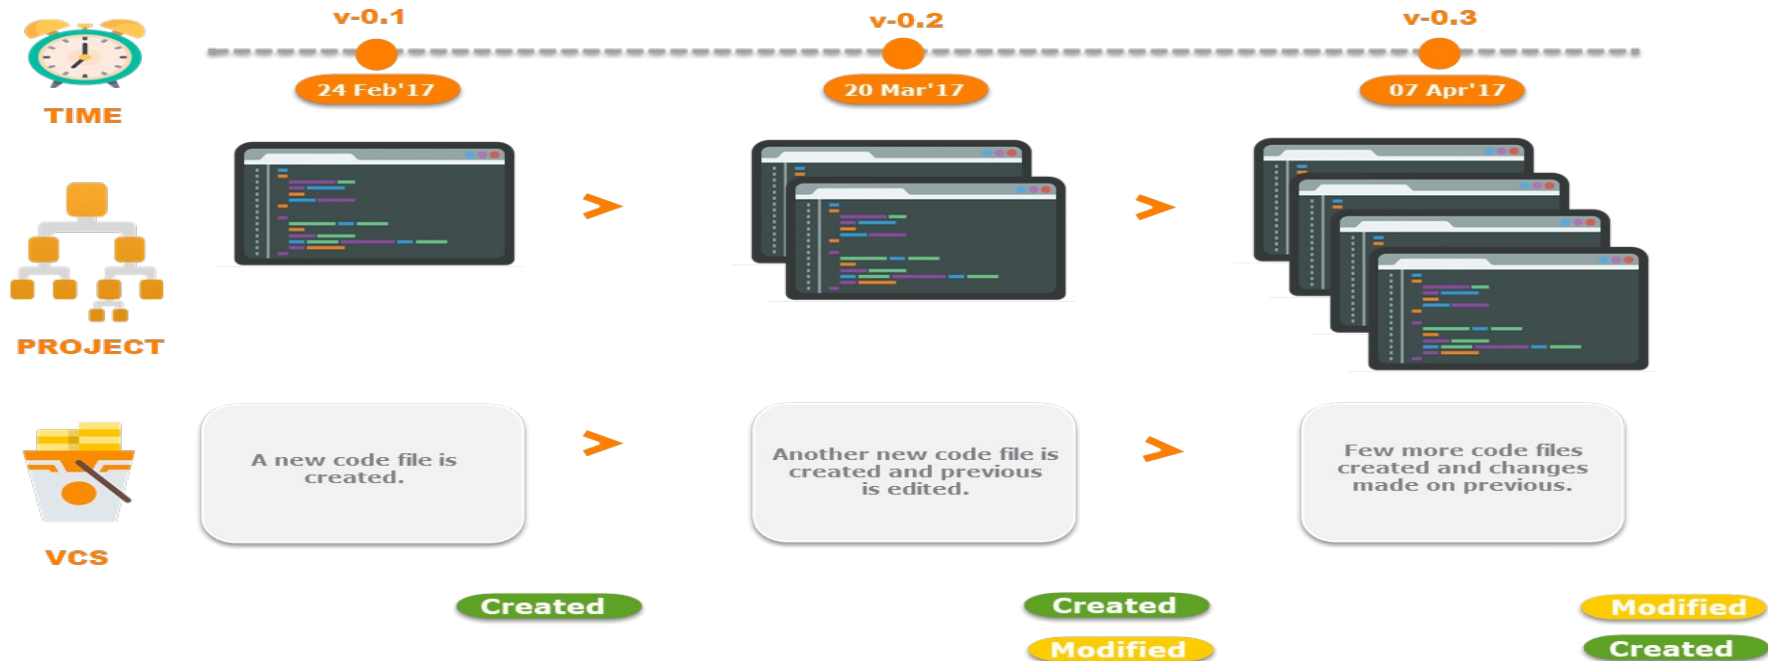 v-0.1
v-0.2
v-0.3
24 Feb'17
20 Mar'17
07 Apr'17
TIME
PROJECT
A new code file is
created.
Another new code file is
created and previous
is edited.
Few more code files
created and changes
made on previous.
VCS
Created
Created
Modified
Modified
Created